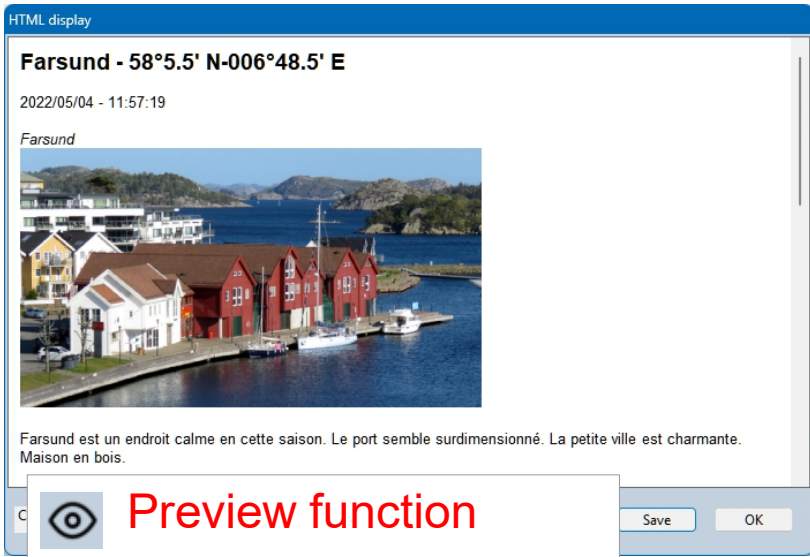 HTML display
Farsund - 58°5.5' N-006°48.5' E
2022/05/04 - 11:57:19
Farsund
Farsund est un endroit calme en cette saison. Le port semble surdimensionné. La petite ville est charmante.
Maison en bois.
Preview function
Save OK